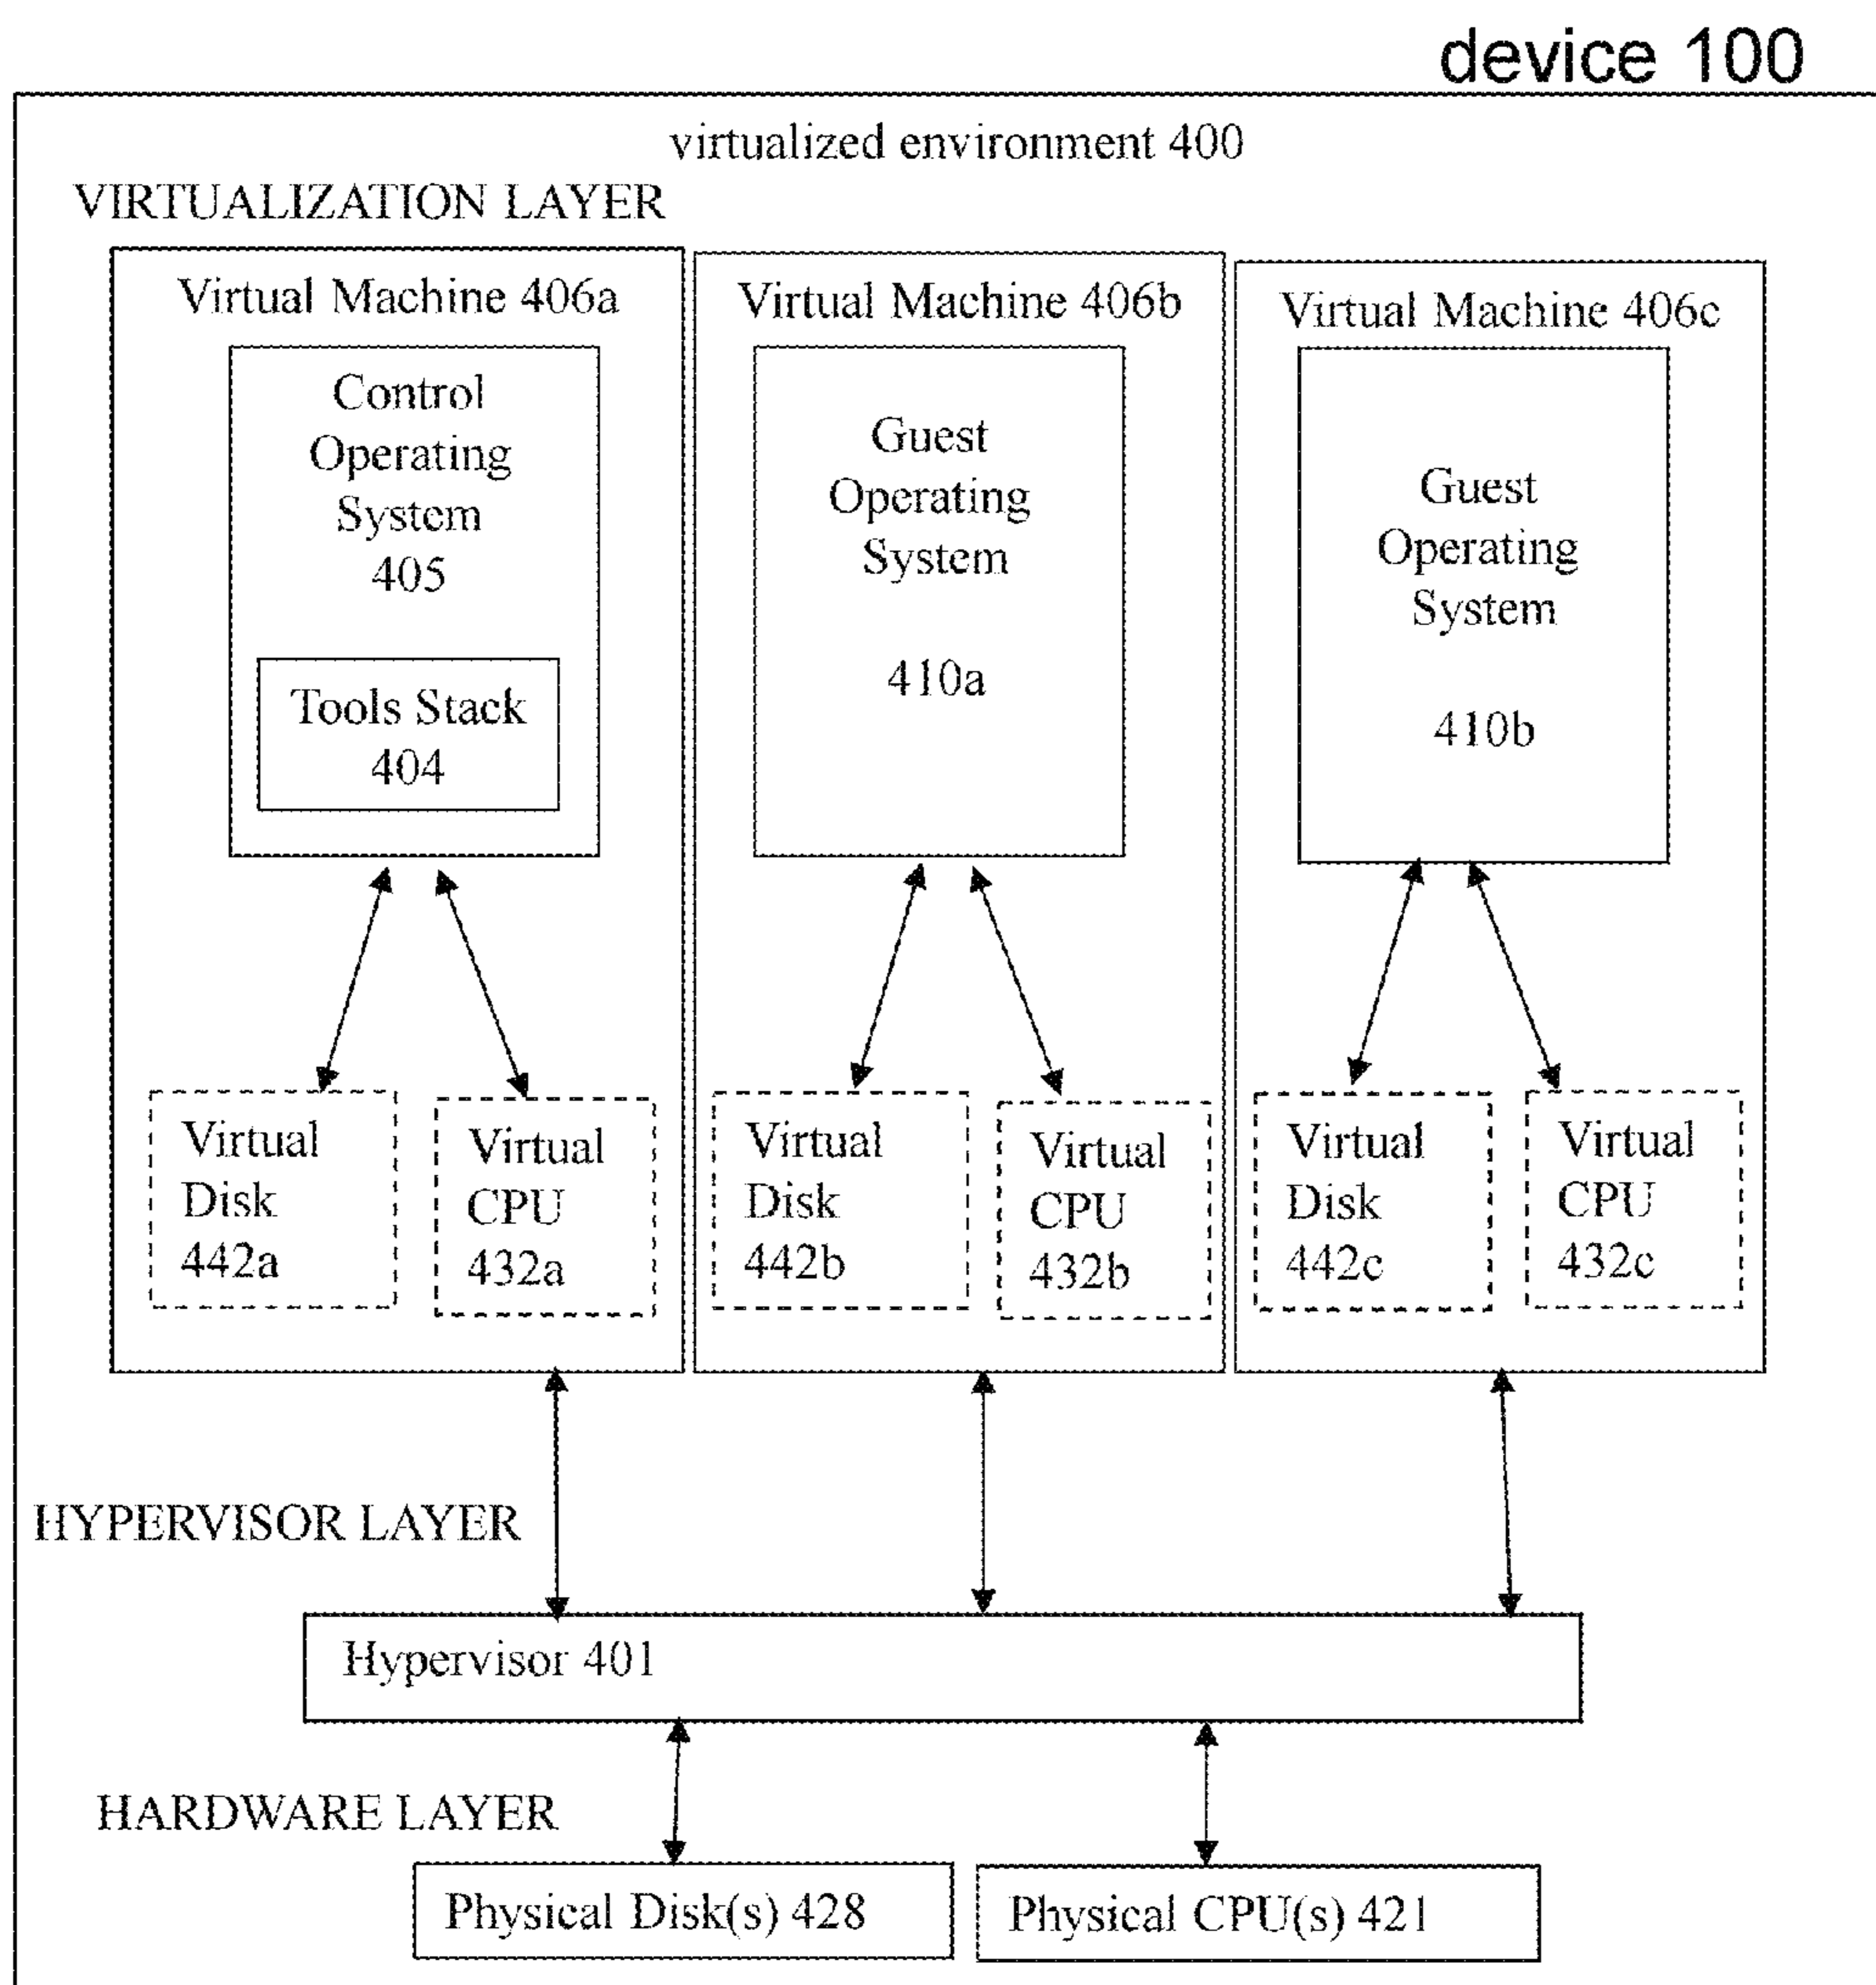 device 100
virtualized environment 400
VIRTUALIZATION LAYER
Virtual Machine 406a
Control
Operating
System
405
Tools Stack
404
Virtual
Disk
442a
Virtual
CPU
432a
Virtual Machine 406b
Guest
Operating
System
410a
Virtual
Disk
442b
Virtual
CPU
432b
Virtual Machine 406c
Guest
Operating
System
410b
Virtual
Disk
442c
Virtual
CPU
432c
HYPERVISOR LAYER
Hypervisor 401
HARDWARE LAYER
Physical Disk(s) 428
Physical CPU(s) 421